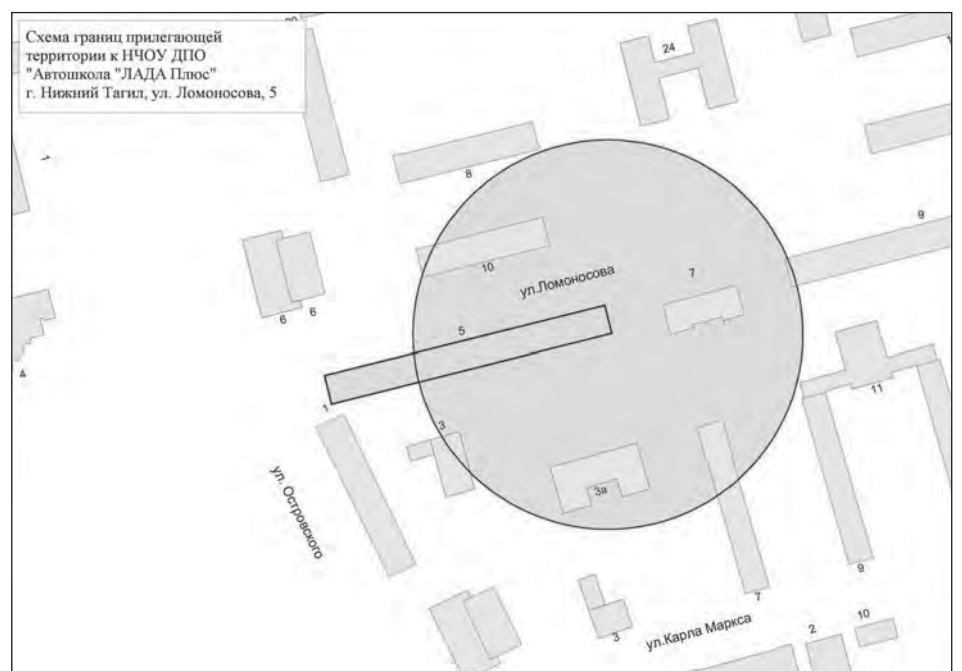 Схема границ прилегающей
территории к НЧОУ ДПО
"Автошкола "ЛАДА Плюс"
г. Нижний Тагил, ул. Ломоносова, 5
24
1
8
9
10
ул.Ломоносова
7
6
6
5
4
1
3
11
3а
ул. Островского
9
7
3
ул.Карла Маркса
2
10